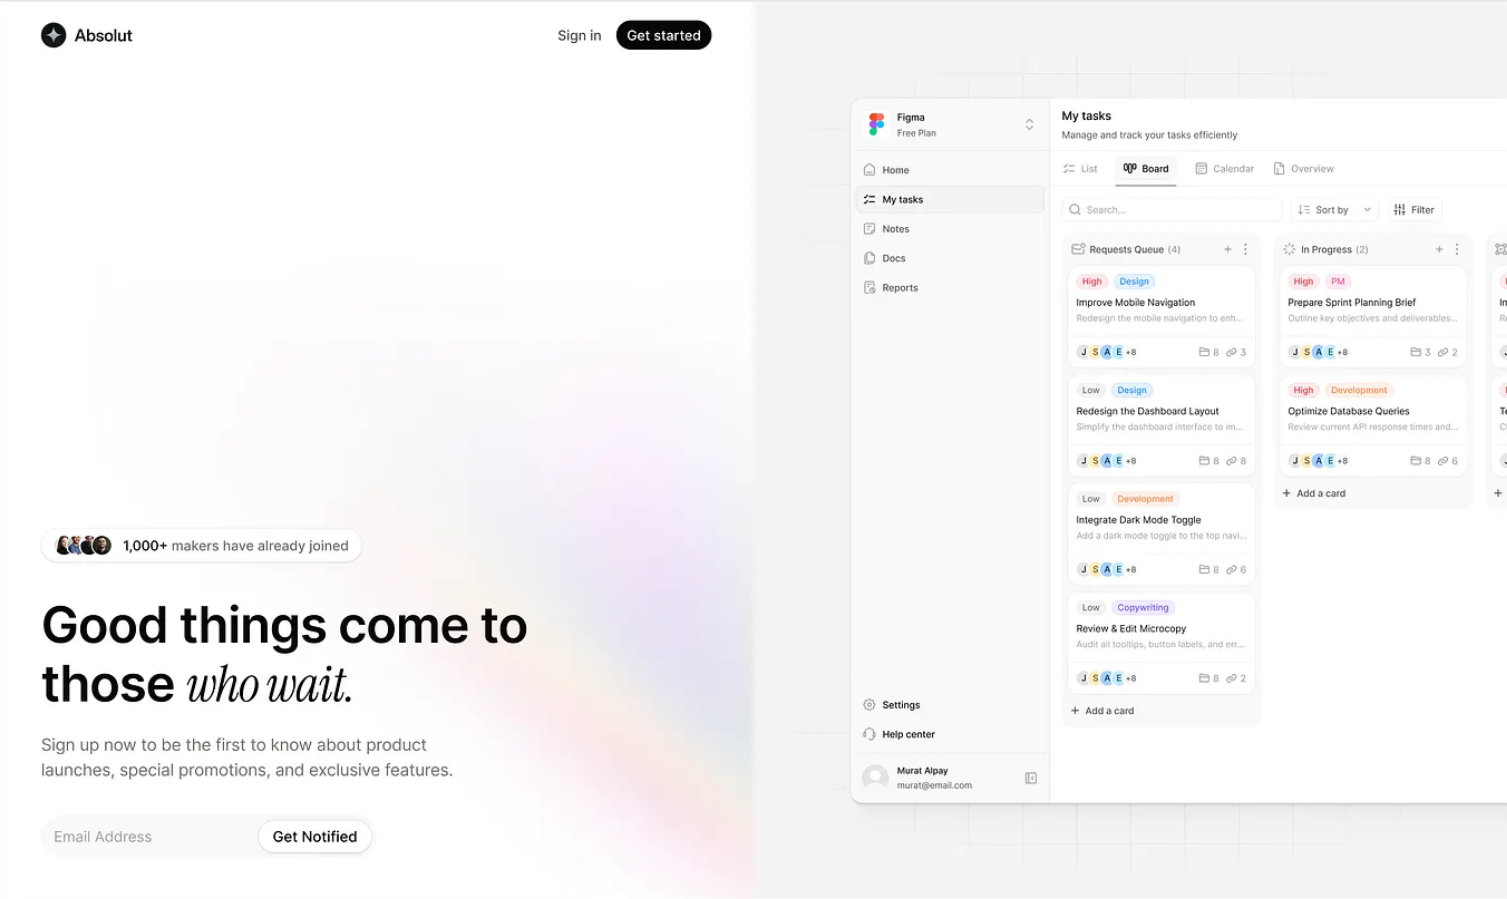 Absolut
Sign in
Get started
1,000+ makers have already joined
Good things come to
those who wait.
Sign up now to be the first to know about product
launches, special promotions, and exclusive features.
Email Address
Get Notified
Figma
Free Plan
Home
My tasks
Notes
Docs
Reports
Settings
Help center
Murat Alpay
murat@email.com
My tasks
Manage and track your tasks efficiently
List
Board
Calendar
Overview
Search...
Sort by
Filter
Requests Queue (4)
High Design
Improve Mobile Navigation
Redesign the mobile navigation to enh...
J S A E +8 8 3
Low Design
Redesign the Dashboard Layout
Simplify the dashboard interface to im...
J S A E +8 8 8
Low Development
Integrate Dark Mode Toggle
Add a dark mode toggle to the top navi...
J S A E +8 8 6
Low Copywriting
Review & Edit Microcopy
Audit all tooltips, button labels, and err...
J S A E +8 8 2
+ Add a card
In Progress (2)
High PM
Prepare Sprint Planning Brief
Outline key objectives and deliverables...
J S A E +8 3 2
High Development
Optimize Database Queries
Review current API response times and...
J S A E +8 8 6
+ Add a card